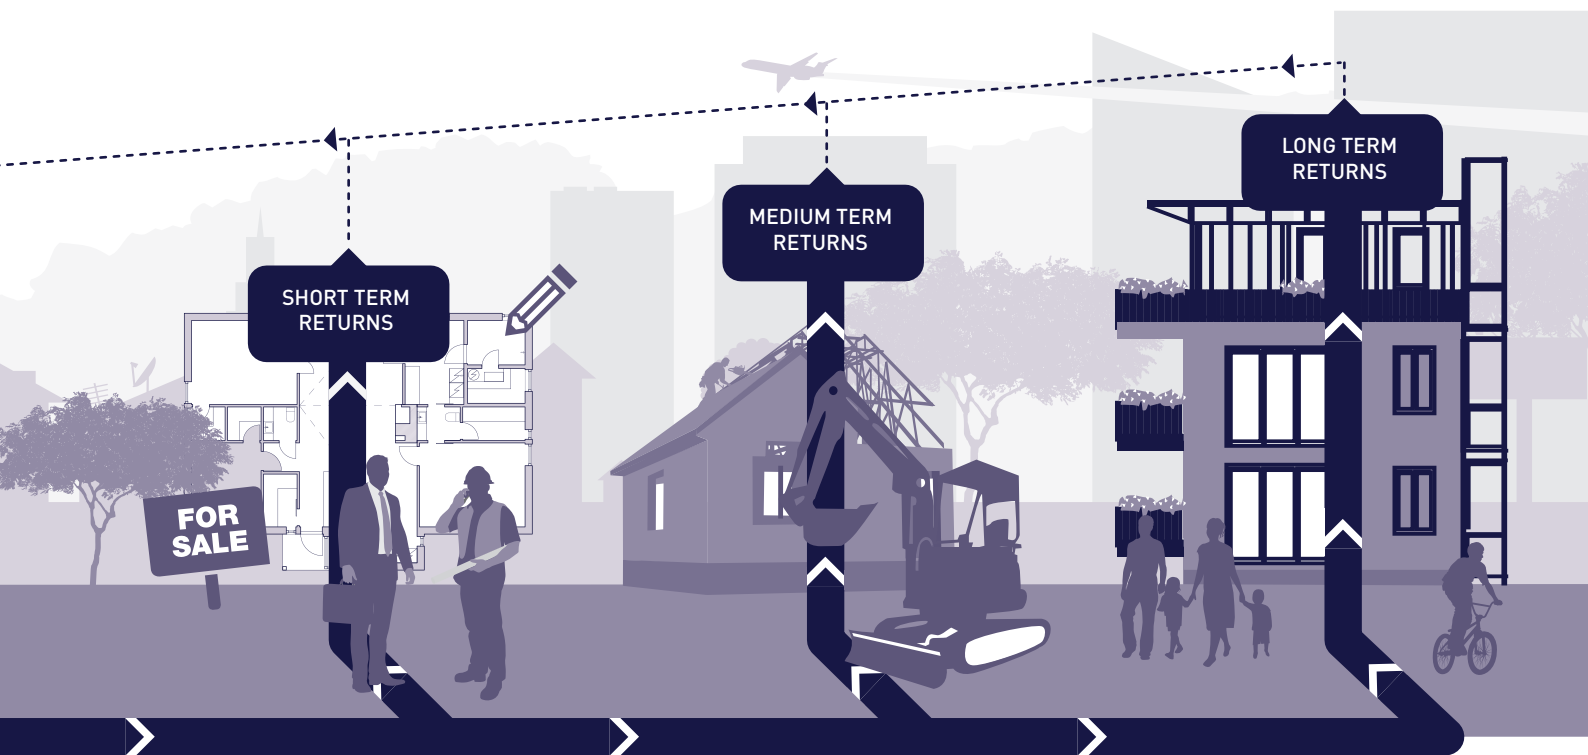 LONG TERM
RETURNS
MEDIUM TERM
RETURNS
SHORT TERM
RETURNS
FOR
SALE